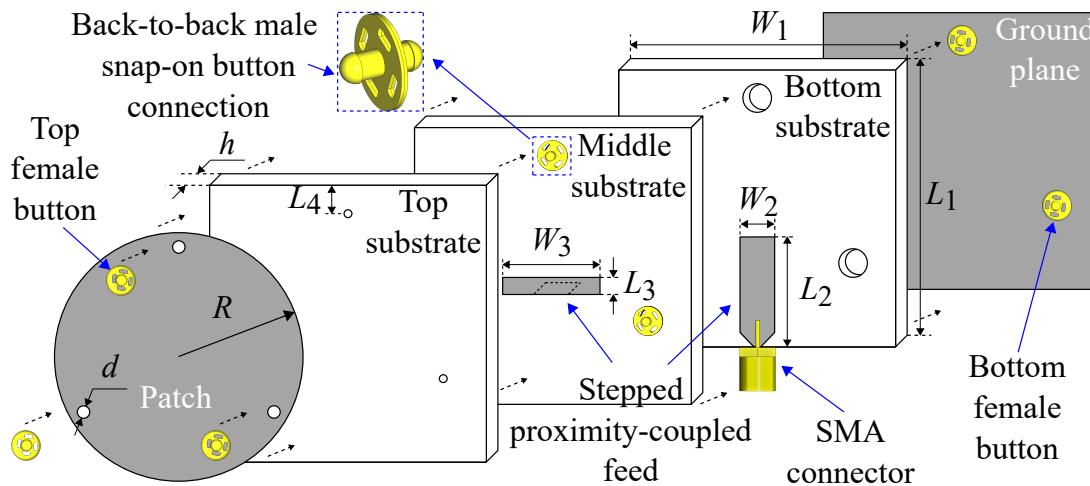 Back-to-back male
snap-on button
connection
W1
Ground
plane
Top
female
button
h
L4
Top
substrate
Middle
substrate
Bottom
substrate
L1
W2
W3
L3
L2
R
d
Patch
Stepped
proximity-coupled
feed
SMA
connector
Bottom
female
button